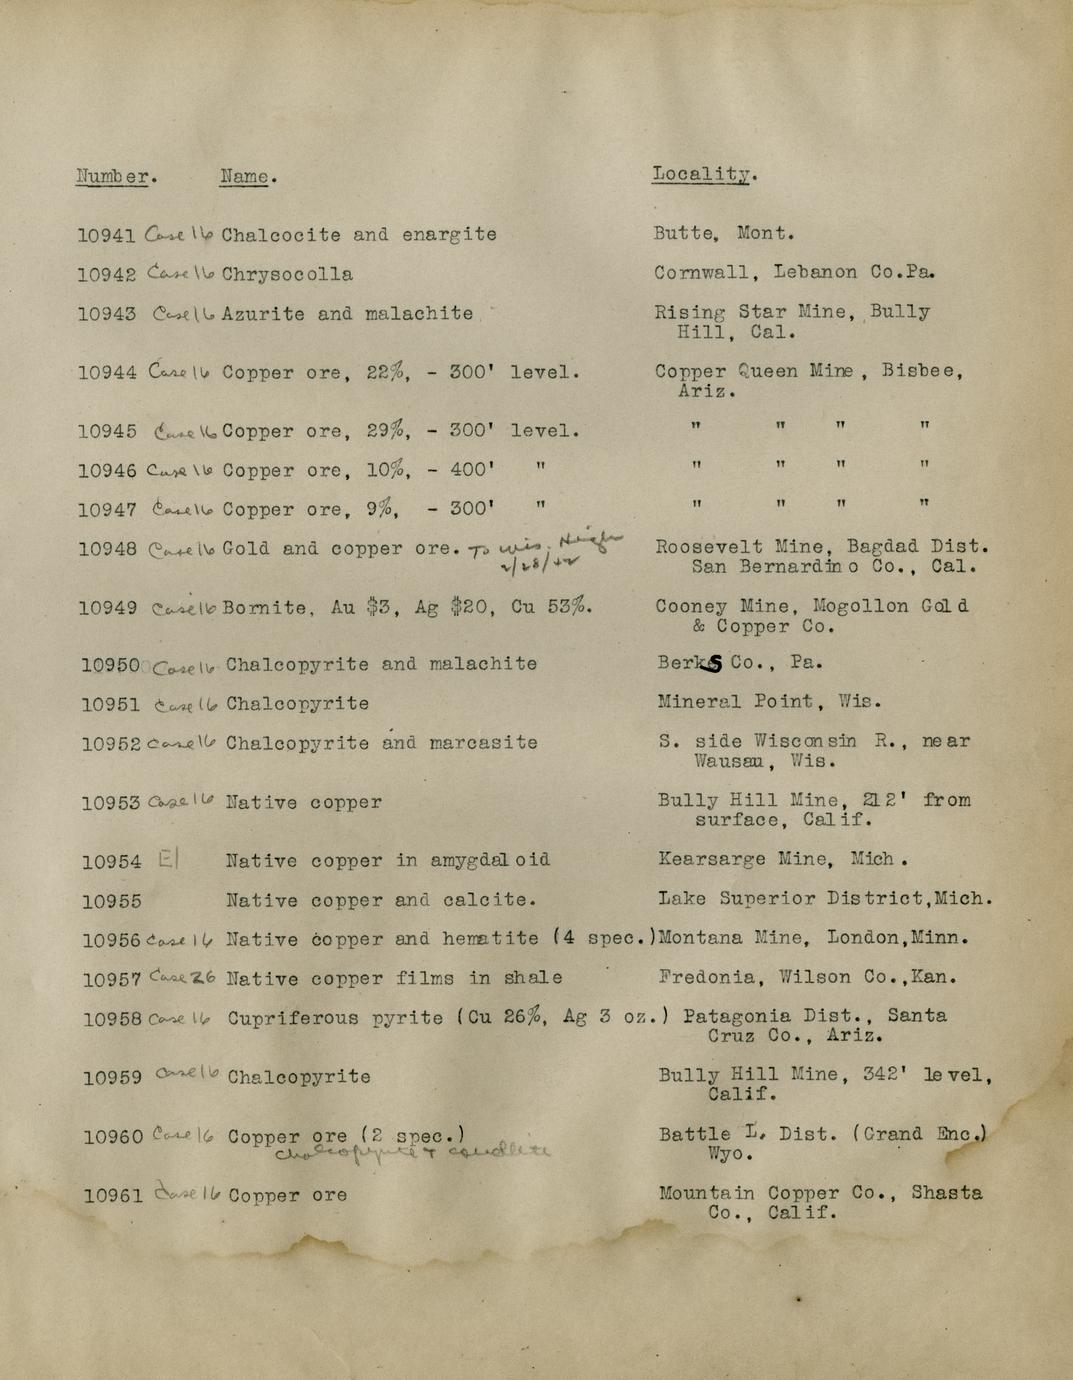 Number. Name. Locality.
10941 Case 16 Chalcocite and enargite Butte, Mont.
10942 Case 16 Chrysocolla Cornwall, Lebanon Co.Pa.
10943 Case 16 Azurite and malachite Rising Star Mine, Bully
Hill, Cal.
10944 Case 16 Copper ore, 22%, - 300' level. Copper Queen Mine, Bisbee,
Ariz.
10945 Case 16 Copper ore, 29%, - 300' level. " " " "
10946 Case 16 Copper ore, 10%, - 400' " " " " "
10947 Case 16 Copper ore, 9%, - 300' " " " " "
10948 Case 16 Gold and copper ore. To Wis. High Roosevelt Mine, Bagdad Dist.
2/28/22 San Bernardino Co., Cal.
10949 Case 16 Bornite, Au $3, Ag $20, Cu 53%. Cooney Mine, Mogollon Gold
& Copper Co.
10950 Case 16 Chalcopyrite and malachite Berks Co., Pa.
10951 Case 16 Chalcopyrite Mineral Point, Wis.
10952 Case 16 Chalcopyrite and marcasite S. side Wisconsin R., near
Wausau, Wis.
10953 Case 16 Native copper Bully Hill Mine, 212' from
surface, Calif.
10954 E1 Native copper in amygdaloid Kearsarge Mine, Mich.
10955 Native copper and calcite. Lake Superior District,Mich.
10956 Case 16 Native copper and hematite (4 spec.) Montana Mine, London,Minn.
10957 Case 26 Native copper films in shale Fredonia, Wilson Co.,Kan.
10958 Case 16 Cupriferous pyrite (Cu 26%, Ag 3 oz.) Patagonia Dist., Santa
Cruz Co., Ariz.
10959 Case 16 Chalcopyrite Bully Hill Mine, 342' level,
Calif.
10960 Case 16 Copper ore (2 spec.) Battle L. Dist. (Grand Enc.)
chalcopyrite + covellite Wyo.
10961 Case 16 Copper ore Mountain Copper Co., Shasta
Co., Calif.